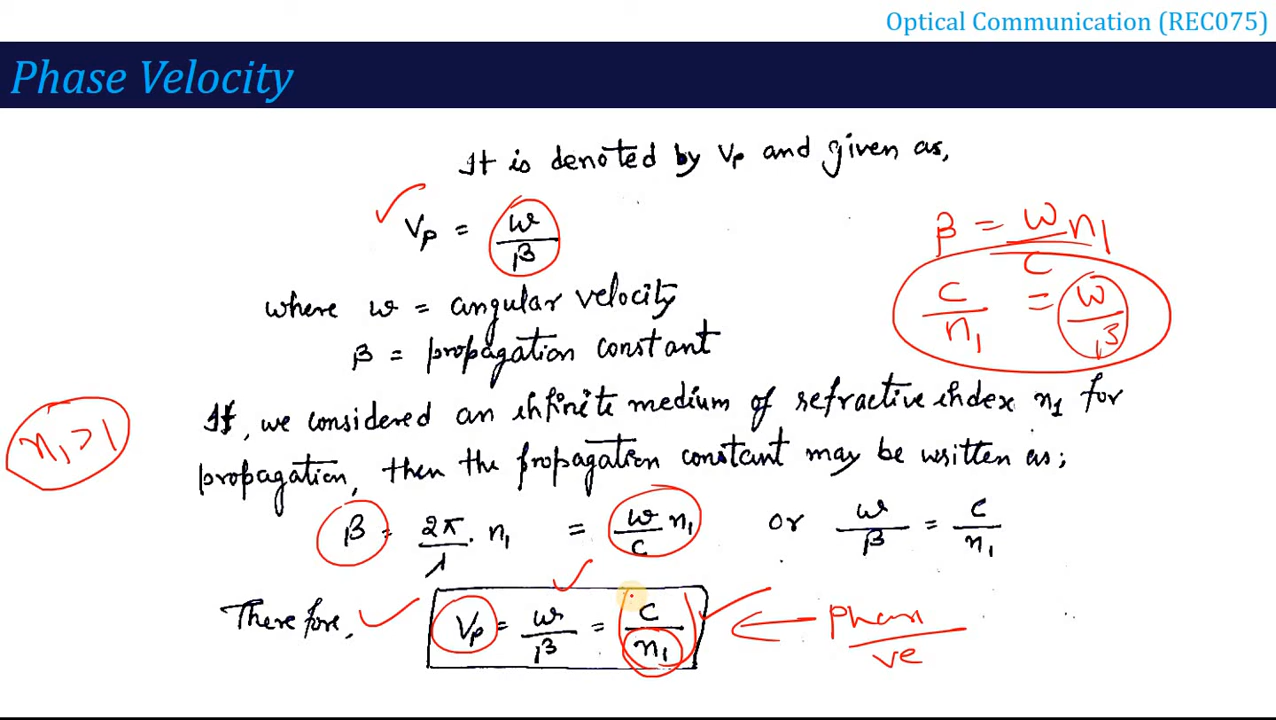 Optical Communication (REC075)
Phase Velocity
It is denoted by Vp and given as,
Vp = ω/β
β = ω n1 / c
c/n1 = ω/β
where ω = angular velocity
β = propagation constant
If, we considered an infinite medium of refractive index n1 for
n1 > 1
propagation, then the propagation constant may be written as;
β = 2π/λ . n1 = ω/c n1 or ω/β = c/n1
Therefore, Vp = ω/β = c/n1
Phase
ve